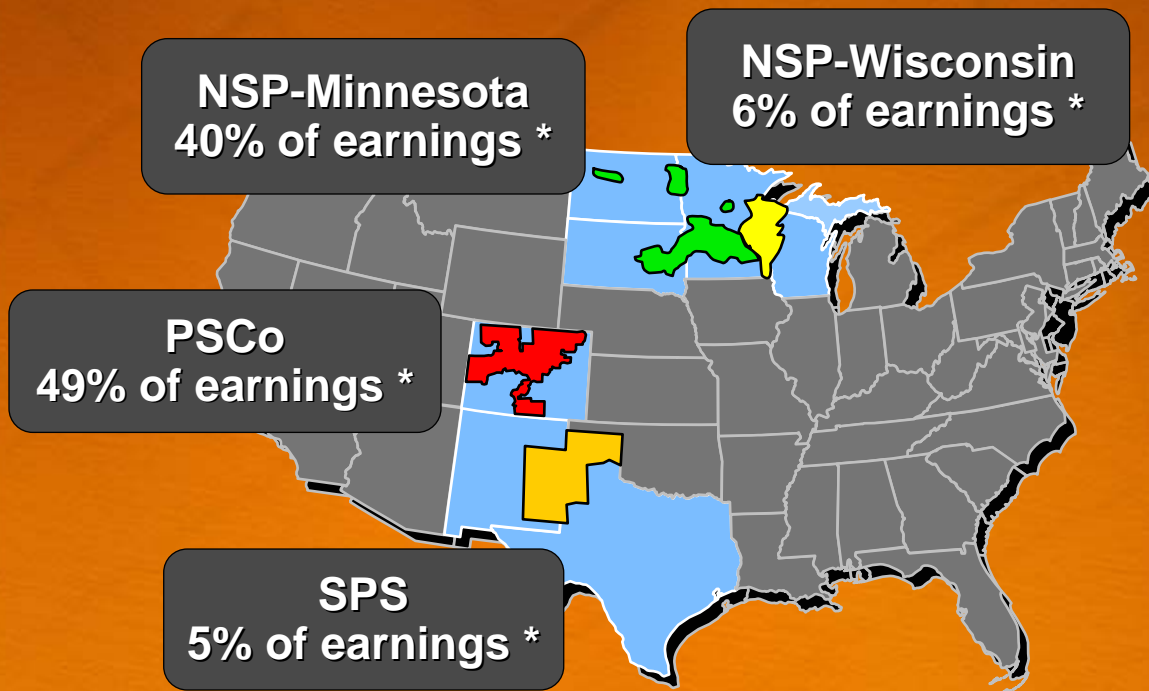 NSP-Minnesota
40% of earnings *
NSP-Wisconsin
6% of earnings *
PSCo
49% of earnings *
SPS
5% of earnings *